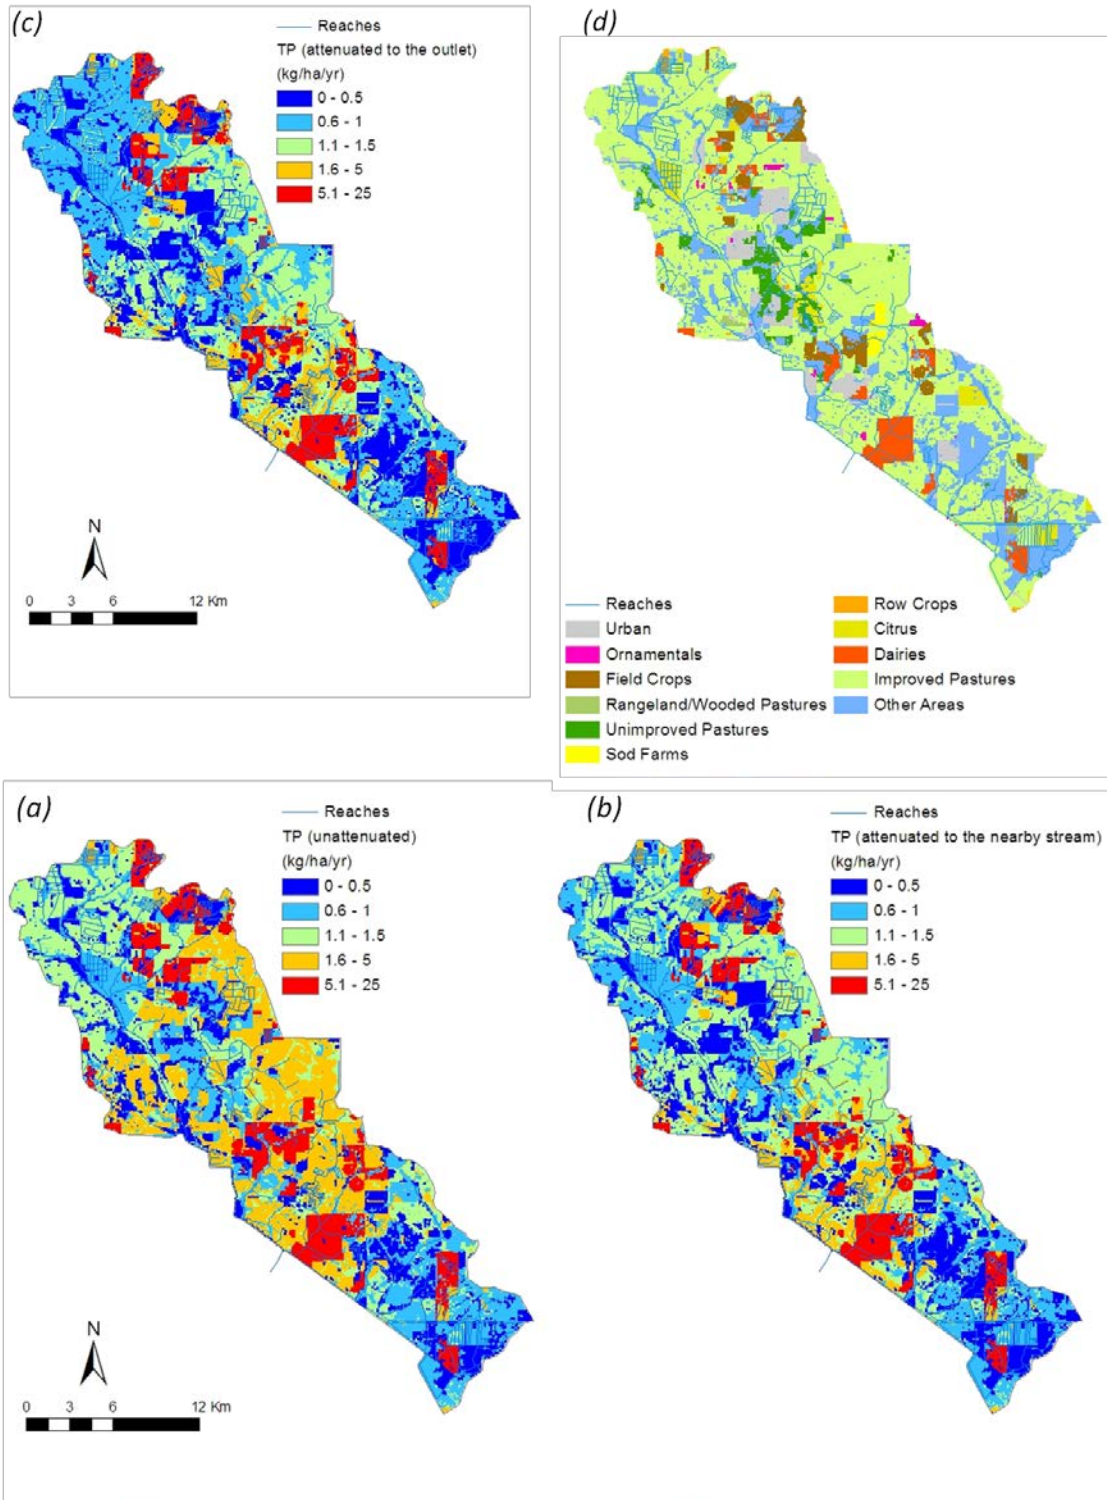 (c)
Reaches
TP (attenuated to the outlet)
(kg/ha/yr)
0 - 0.5
0.6 - 1
1.1 - 1.5
1.6 - 5
5.1 - 25
N
0 3 6 12 Km
(d)
Reaches
Urban
Ornamentals
Field Crops
Rangeland/Wooded Pastures
Unimproved Pastures
Sod Farms
Row Crops
Citrus
Dairies
Improved Pastures
Other Areas
(a)
Reaches
TP (unattenuated)
(kg/ha/yr)
0 - 0.5
0.6 - 1
1.1 - 1.5
1.6 - 5
5.1 - 25
N
0 3 6 12 Km
(b)
Reaches
TP (attenuated to the nearby stream)
(kg/ha/yr)
0 - 0.5
0.6 - 1
1.1 - 1.5
1.6 - 5
5.1 - 25